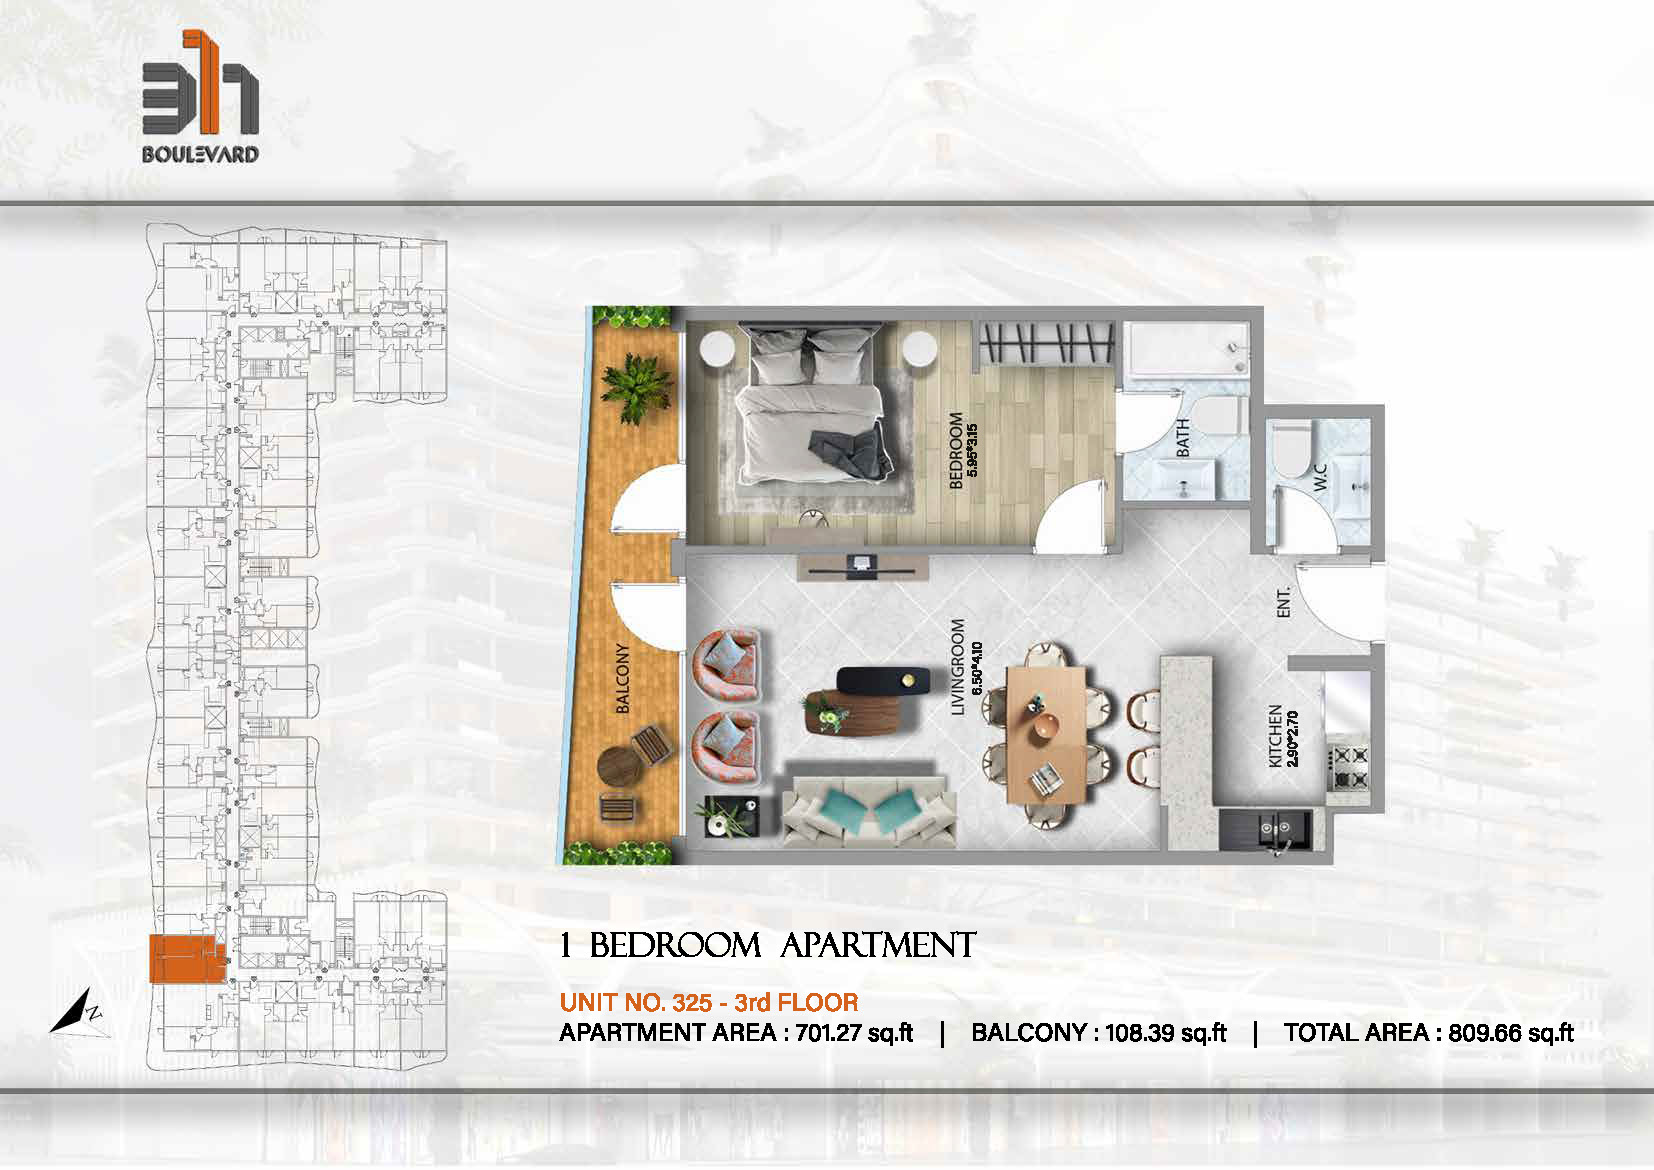 311
BOULEVARD
BEDROOM
5.95*3.15
BATH
W.C
ENT.
BALCONY
LIVINGROOM
6.50*4.10
KITCHEN
2.90*2.70
N
1 BEDROOM APARTMENT
UNIT NO. 325 - 3rd FLOOR
APARTMENT AREA : 701.27 sq.ft | BALCONY : 108.39 sq.ft | TOTAL AREA : 809.66 sq.ft